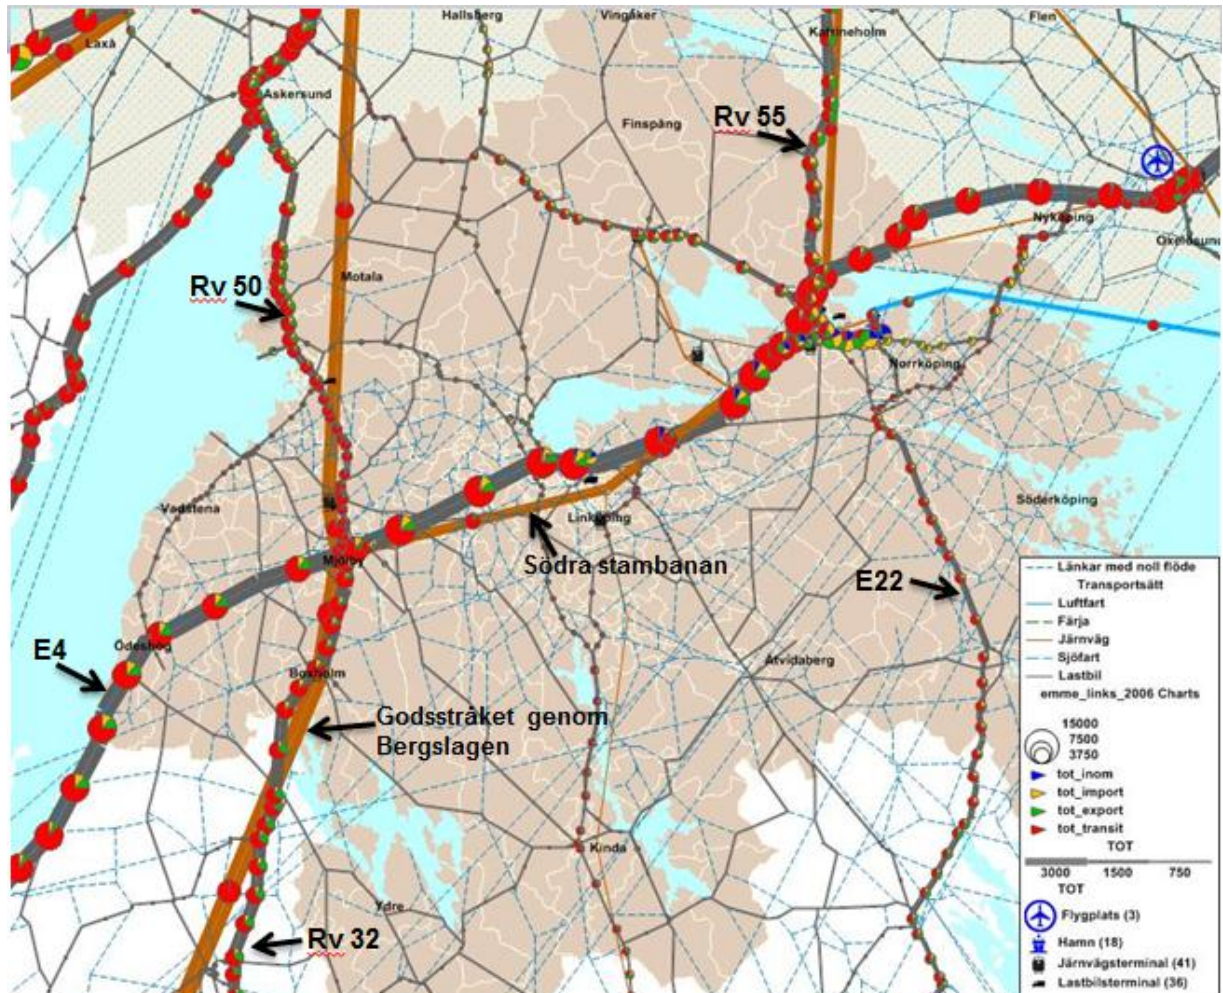 Hallsberg
Vingåker
Flen
Laxå
Katrineholm
Askersund
Rv 55
Finspång
Nyköping
Oxelösund
Rv 50
Motala
Norrköping
Vadstena
Linköping
Söderköping
Mjölby
Södra stambanan
E22
Ödeshög
E4
Boxholm
Åtvidaberg
Godsstråket genom
Bergslagen
Kinda
Ydre
Rv 32
Länkar med noll flöde
Transportsätt
Luftfart
Färja
Järnväg
Sjöfart
Lastbil
emme_links_2006 Charts
15000
7500
3750
tot_inom
tot_import
tot_export
tot_transit
TOT
3000 1500 750
TOT
Flygplats (3)
Hamn (18)
Järnvägsterminal (41)
Lastbilsterminal (36)